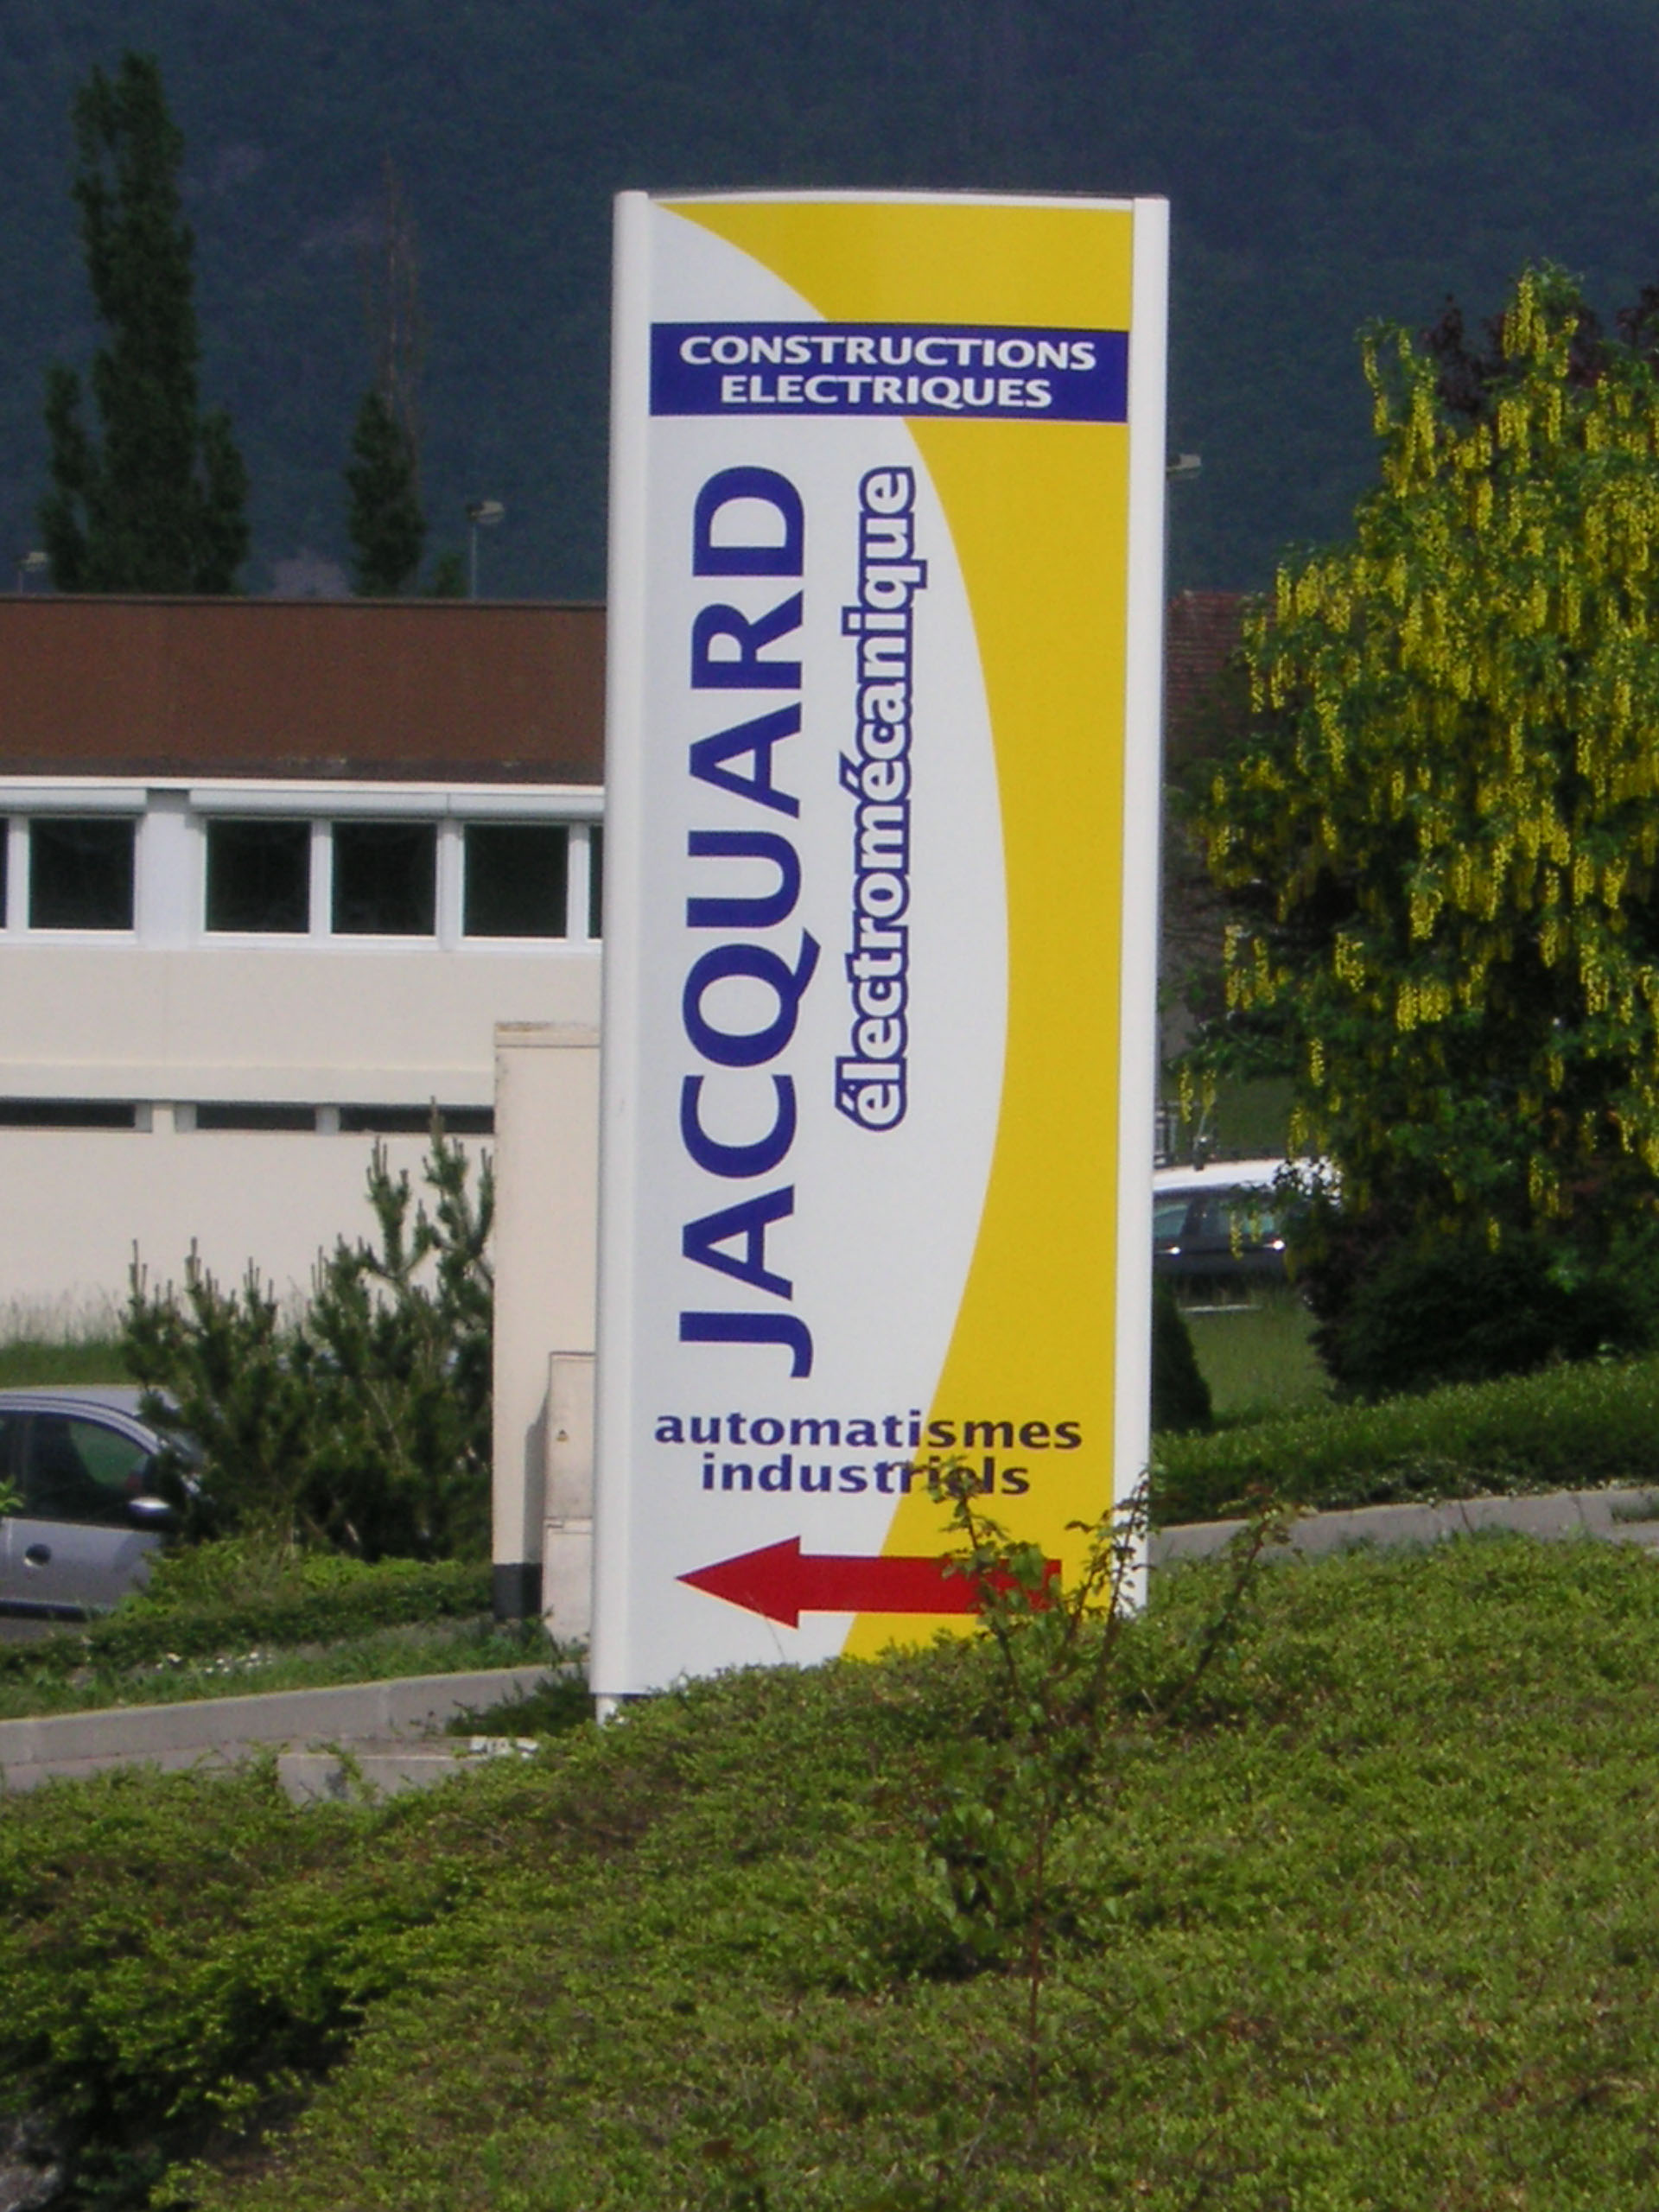 CONSTRUCTIONS
ELECTRIQUES
JACQUARD
électromécanique
automatismes
industriels